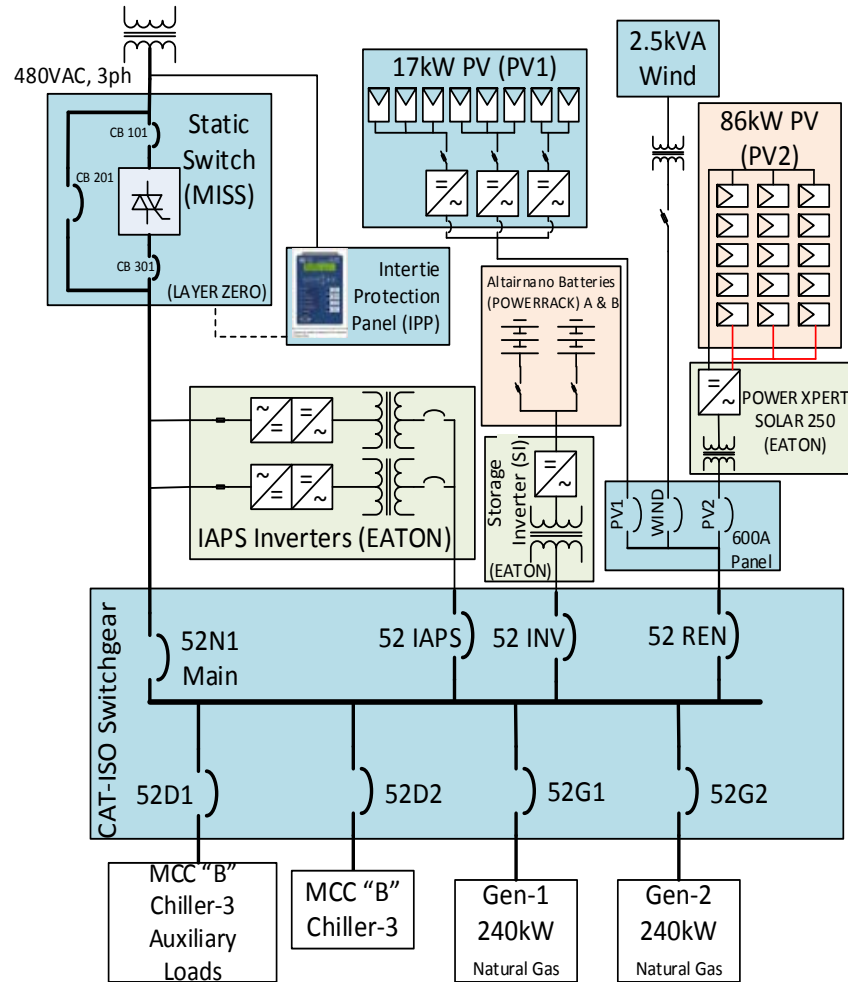 480VAC, 3ph
CB 101
CB 201
CB 301
Static
Switch
(MISS)
(LAYER ZERO)
Intertie
Protection
Panel (IPP)
17kW PV (PV1)
2.5kVA
Wind
86kW PV
(PV2)
Altairnano Batteries
(POWERRACK) A & B
POWER XPERT
SOLAR 250
(EATON)
IAPS Inverters (EATON)
Storage
Inverter (SI)
(EATON)
PV1
WIND
PV2
600A
Panel
CAT-ISO Switchgear
52N1
Main
52 IAPS
52 INV
52 REN
52D1
52D2
52G1
52G2
MCC “B”
Chiller-3
Auxiliary
Loads
MCC “B”
Chiller-3
Gen-1
240kW
Natural Gas
Gen-2
240kW
Natural Gas